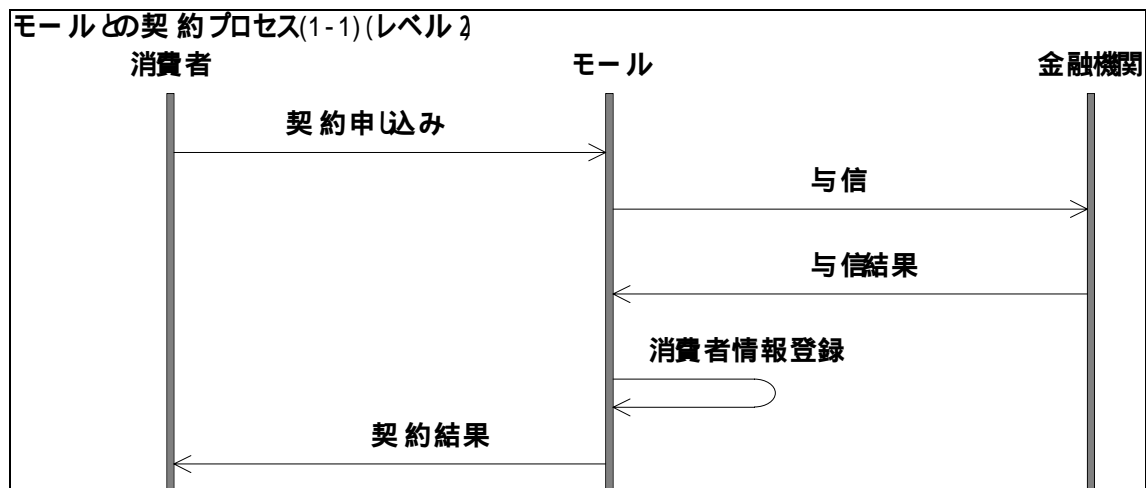 モールとの契約プロセス(1-1)(レベル2)
消費者 モール 金融機関
契約申し込み
与信
与信結果
消費者情報登録
契約結果